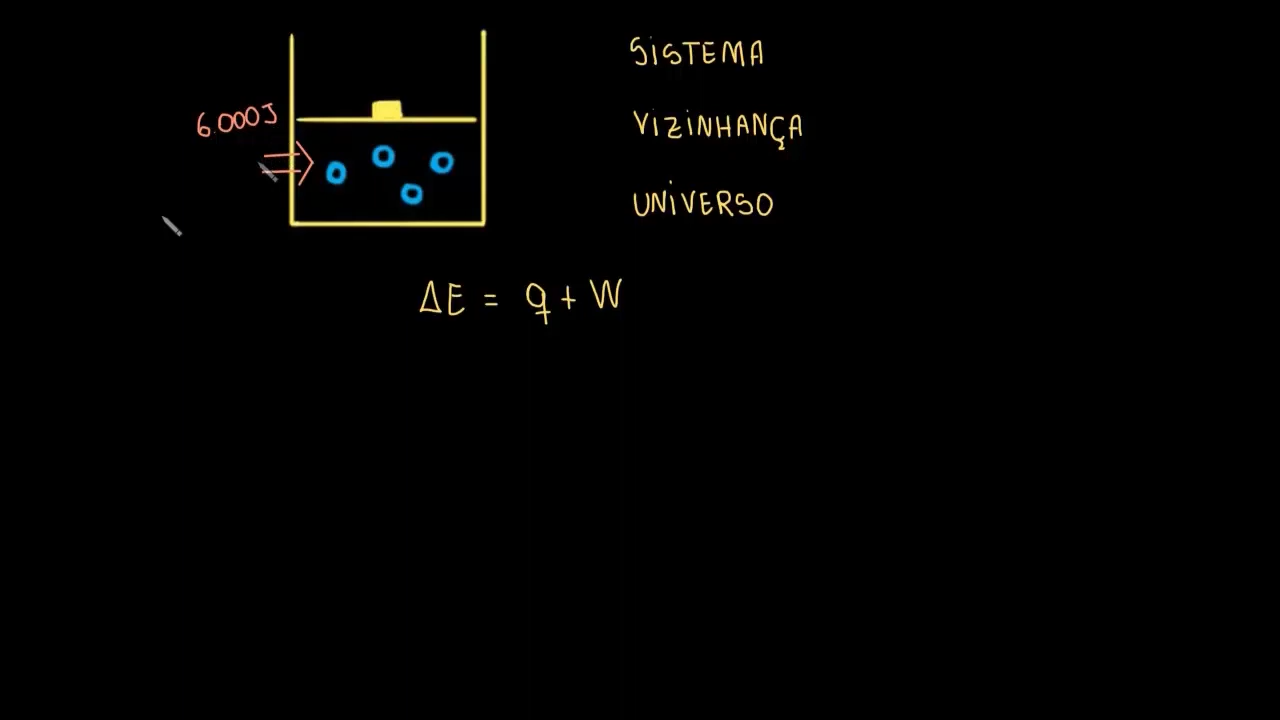 SISTEMA
6.000J
VIZINHANÇA
UNIVERSO
ΔE = q + W